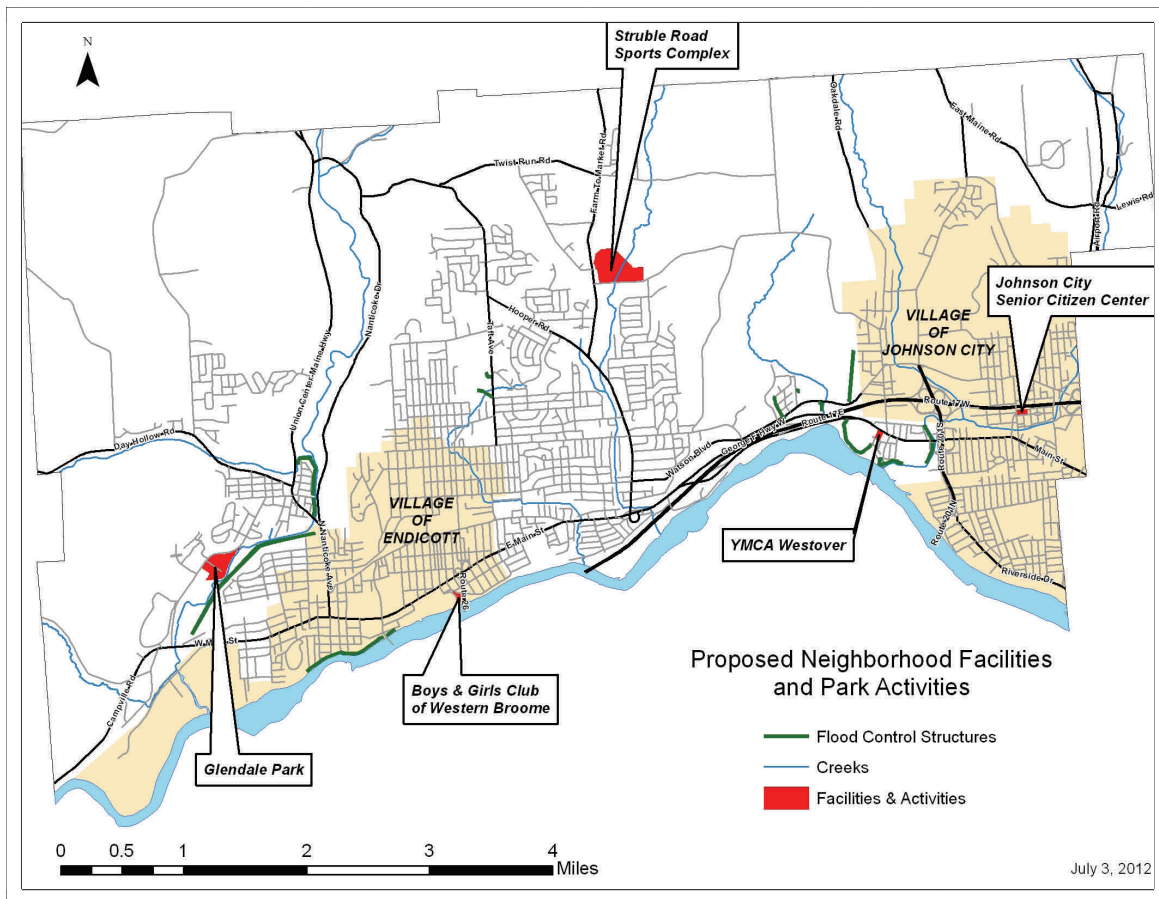 N
Struble Road
Sports Complex
Oakdale Rd
East Maine Rd
Farm To Market Rd
Twist Run Rd
Lewis Rd
Airport Rd
Johnson City
Senior Citizen Center
VILLAGE
OF
JOHNSON CITY
Nanticoke Dr
Union Center Maine Hwy
Hooper Rd
Taft Ave
Route 17W
Route 17E
George F Hwy W
Watson Blvd
Day Hollow Rd
Route 201S
Main St
VILLAGE
OF
ENDICOTT
E Main St
N Nanticoke Ave
Route 201N
YMCA Westover
Riverside Dr
Route 26
W Main St
Campville Rd
Boys & Girls Club
of Western Broome
Glendale Park
Proposed Neighborhood Facilities
and Park Activities
Flood Control Structures
Creeks
Facilities & Activities
0 0.5 1 2 3 4
Miles
July 3, 2012